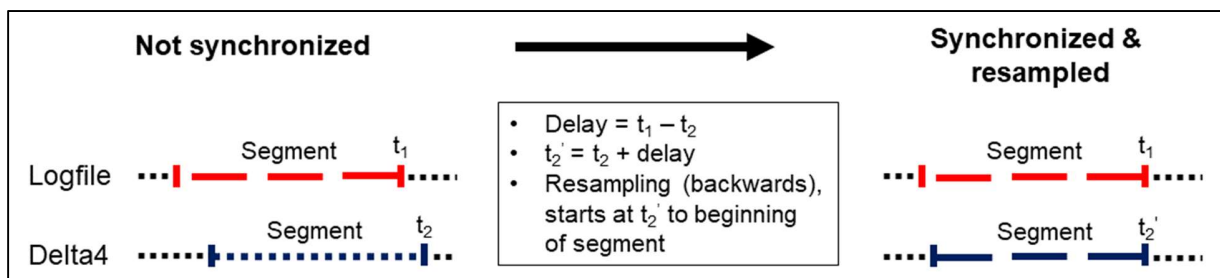 Not synchronized
Synchronized &
resampled
• Delay = t₁ – t₂
• t₂' = t₂ + delay
• Resampling (backwards),
starts at t₂' to beginning
of segment
Segment t₁
Logfile
Segment t₂
Delta4
Segment t₁
Segment t₂'